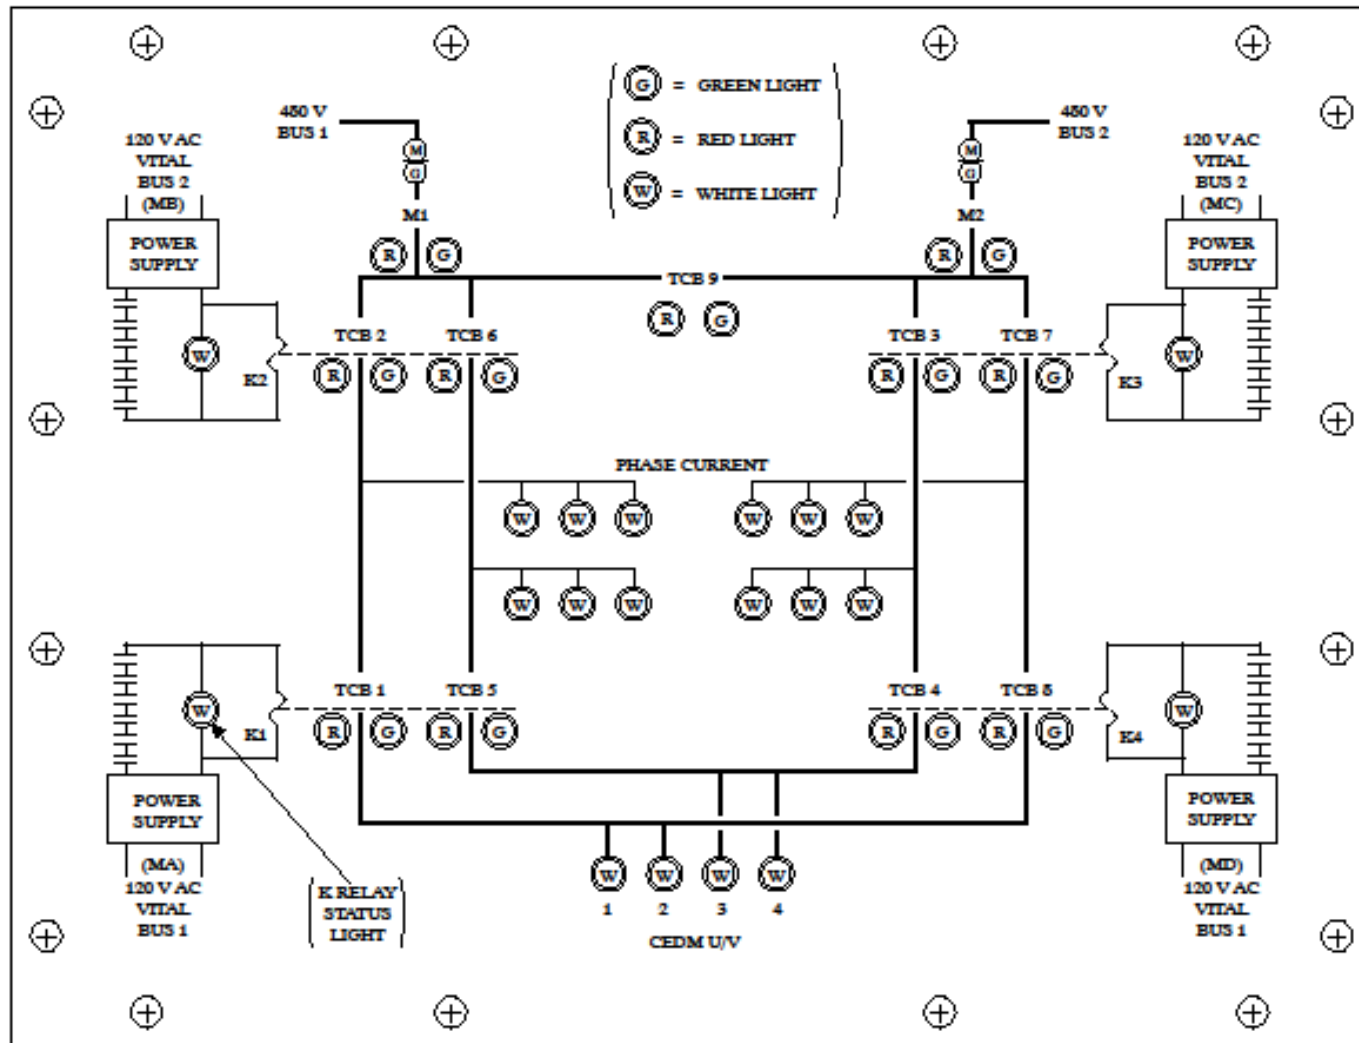 G = GREEN LIGHT
R = RED LIGHT
W = WHITE LIGHT
480 V
BUS 1
M
G
M1
480 V
BUS 2
M
G
M2
120 V AC
VITAL
BUS 2
(MB)
POWER
SUPPLY
120 V AC
VITAL
BUS 2
(MC)
POWER
SUPPLY
R G
R G
TCB 9
R G
TCB 2 TCB 6
TCB 3 TCB 7
W
K2
R G R G
R G R G
K3
W
PHASE CURRENT
W W W W W W
W W W W W W
TCB 1 TCB 5
TCB 4 TCB 8
W
K1
R G R G
R G R G
K4
W
POWER
SUPPLY
(MA)
120 V AC
VITAL
BUS 1
K RELAY
STATUS
LIGHT
W W W W
1 2 3 4
CEDM U/V
POWER
SUPPLY
(MD)
120 V AC
VITAL
BUS 1